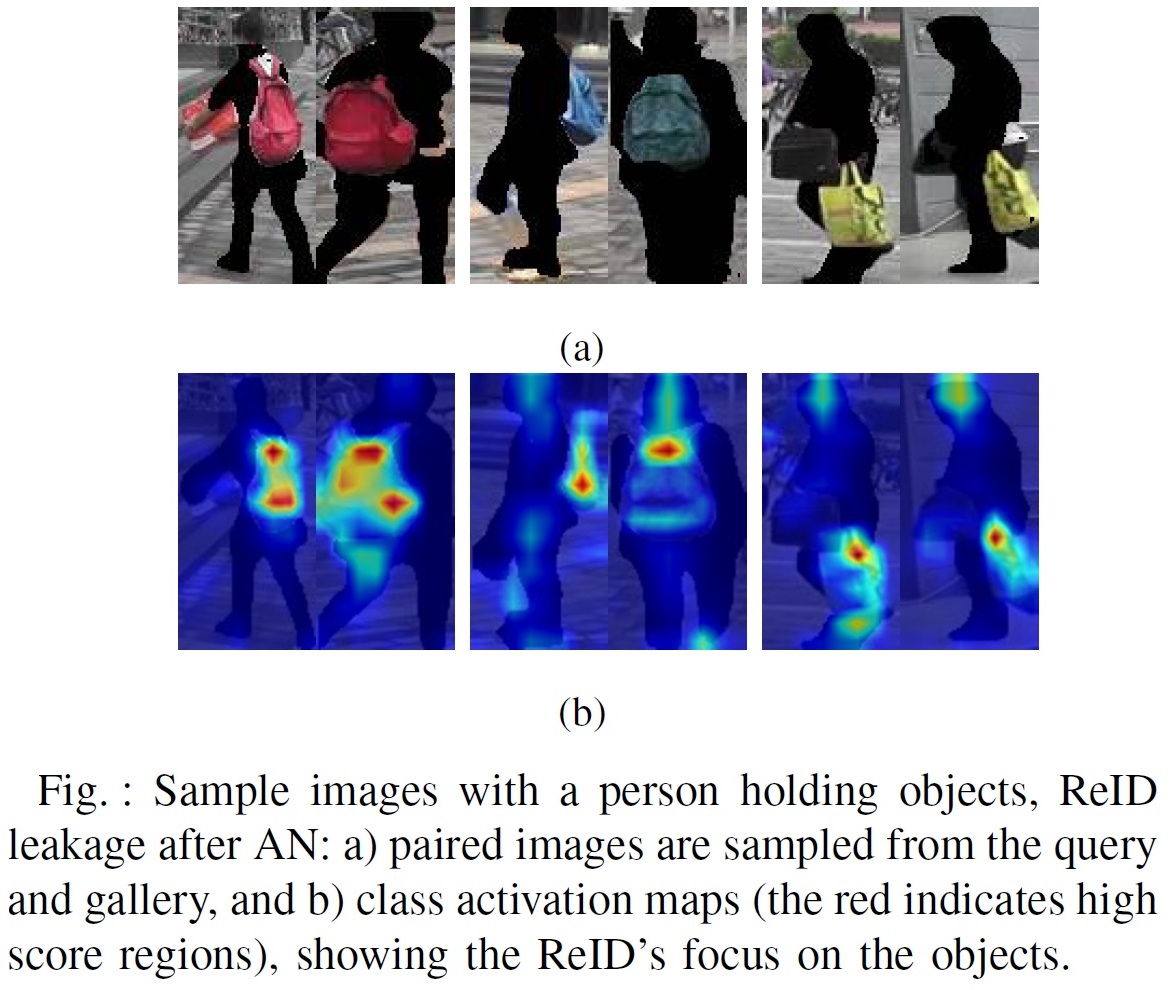 (a)
(b)
Fig. : Sample images with a person holding objects, ReID
leakage after AN: a) paired images are sampled from the query
and gallery, and b) class activation maps (the red indicates high
score regions), showing the ReID's focus on the objects.